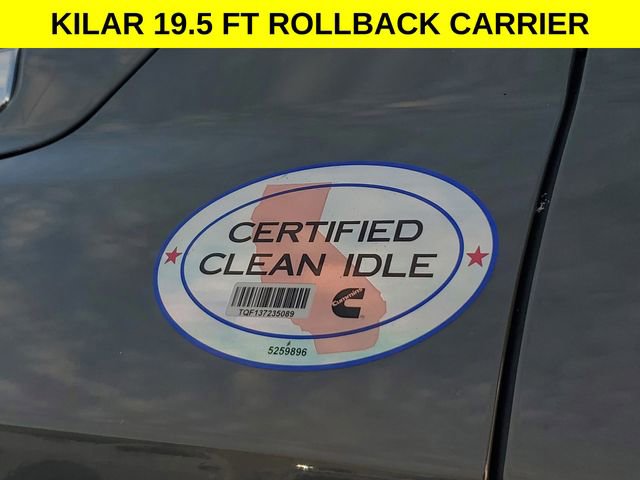 KILAR 19.5 FT ROLLBACK CARRIER
CERTIFIED
CLEAN IDLE
TQF137235089
Cummins
5259896